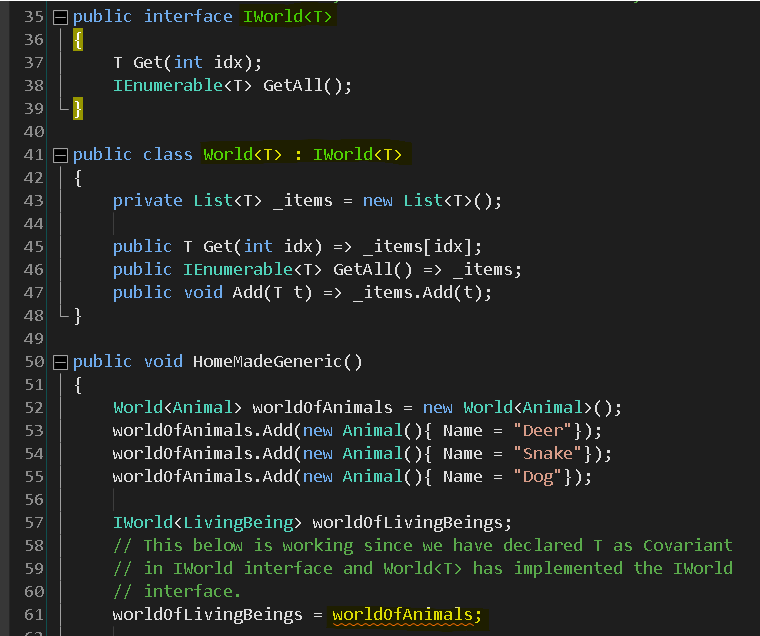 35 public interface IWorld<T>
36 {
37 T Get(int idx);
38 IEnumerable<T> GetAll();
39 }
40
41 public class World<T> : IWorld<T>
42 {
43 private List<T> _items = new List<T>();
44
45 public T Get(int idx) => _items[idx];
46 public IEnumerable<T> GetAll() => _items;
47 public void Add(T t) => _items.Add(t);
48 }
49
50 public void HomeMadeGeneric()
51 {
52 World<Animal> worldOfAnimals = new World<Animal>();
53 worldOfAnimals.Add(new Animal(){ Name = "Deer"});
54 worldOfAnimals.Add(new Animal(){ Name = "Snake"});
55 worldOfAnimals.Add(new Animal(){ Name = "Dog"});
56
57 IWorld<LivingBeing> worldOfLivingBeings;
58 // This below is working since we have declared T as Covariant
59 // in IWorld interface and World<T> has implemented the IWorld
60 // interface.
61 worldOfLivingBeings = worldOfAnimals;